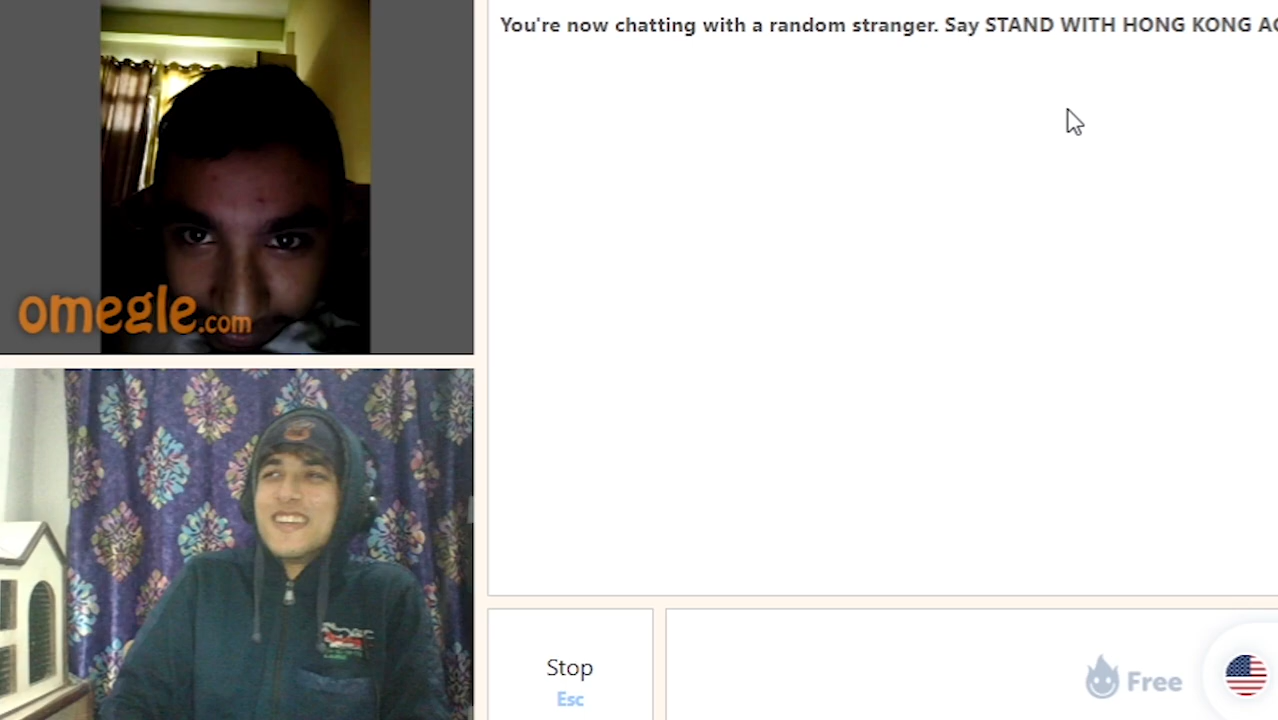 You're now chatting with a random stranger. Say STAND WITH HONG KONG
omegle.com
Stop
Esc
Free